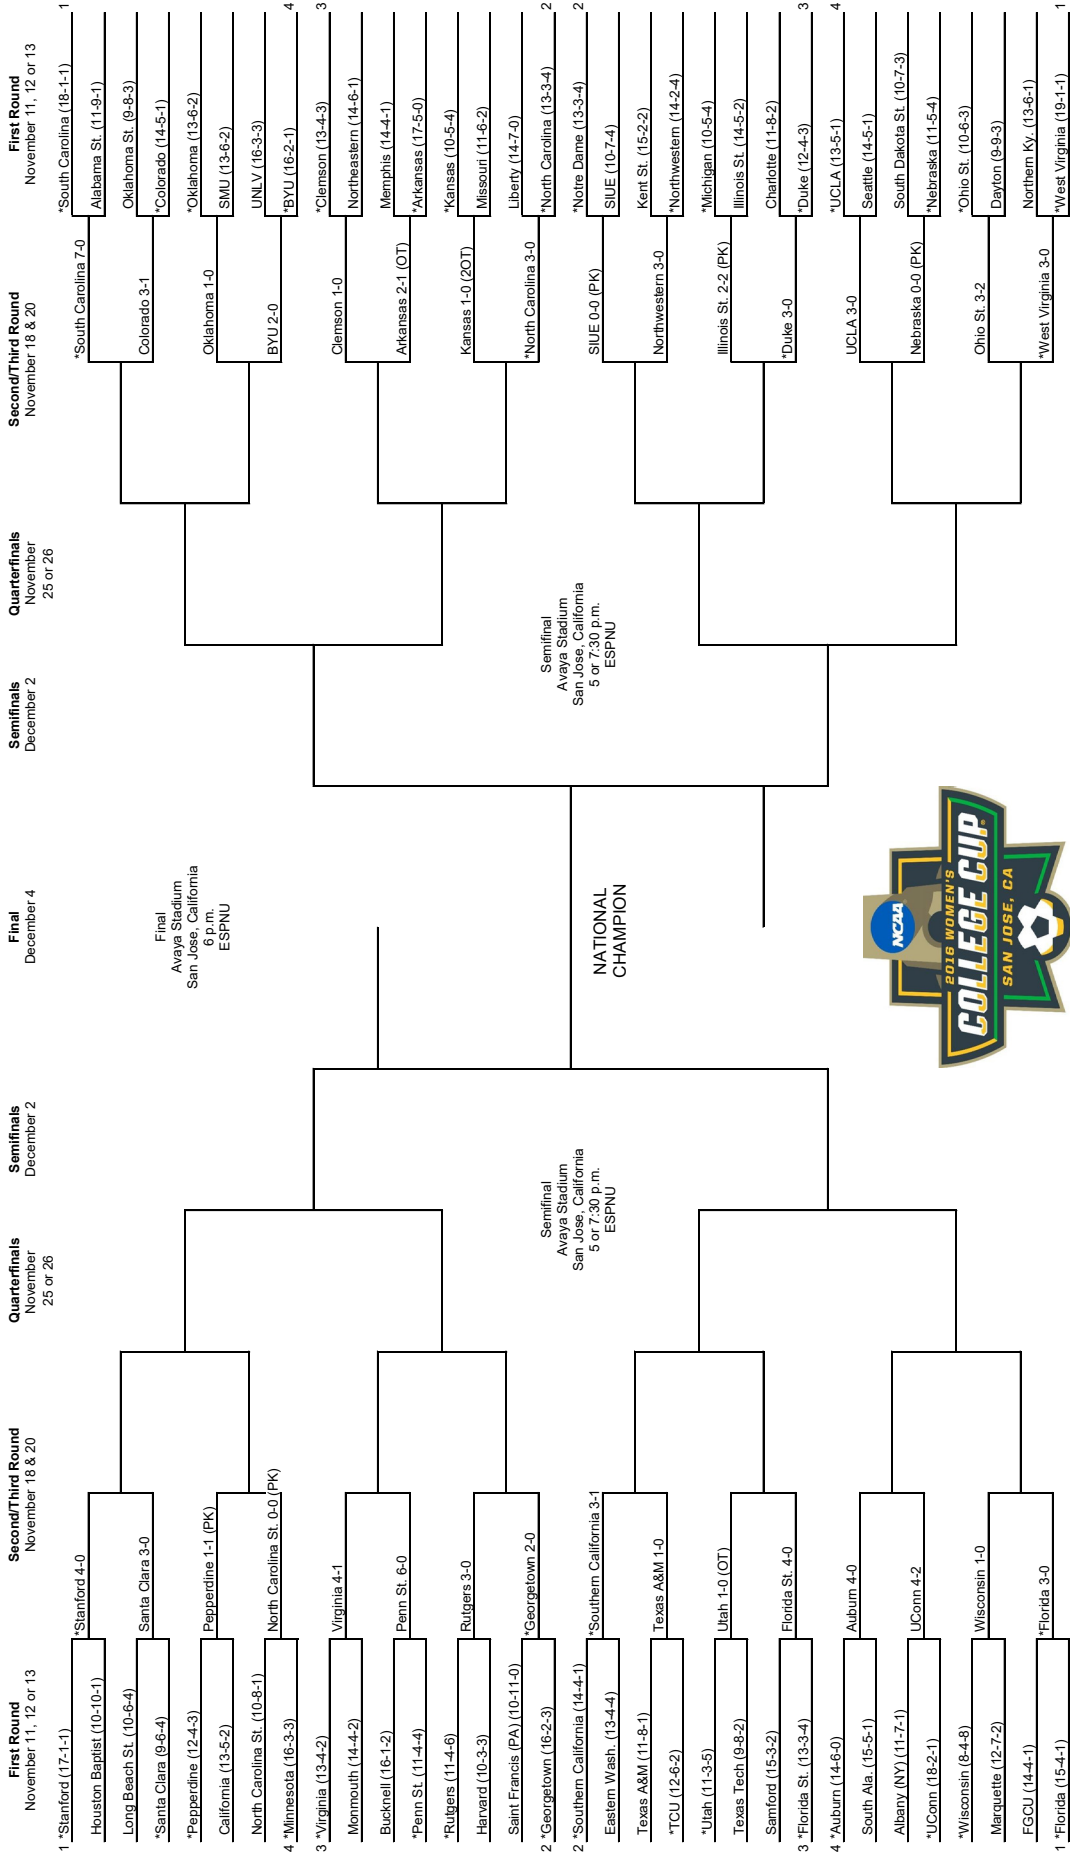 First Round
November 11, 12 or 13
Second/Third Round
November 18 & 20
Quarterfinals
November
25 or 26
Semifinals
December 2
Final
December 4
Semifinals
December 2
Quarterfinals
November
25 or 26
Second/Third Round
November 18 & 20
First Round
November 11, 12 or 13
1 *Stanford (17-1-1)
Houston Baptist (10-10-1)
Long Beach St. (10-6-4)
*Santa Clara (9-6-4)
*Pepperdine (12-4-3)
California (13-5-2)
North Carolina St. (10-8-1)
4 *Minnesota (16-3-3)
3 *Virginia (13-4-2)
Monmouth (14-4-2)
Bucknell (16-1-2)
*Penn St. (11-4-4)
*Rutgers (11-4-6)
Harvard (10-3-3)
Saint Francis (PA) (10-11-0)
2 *Georgetown (16-2-3)
2 *Southern California (14-4-1)
Eastern Wash. (13-4-4)
Texas A&M (11-8-1)
*TCU (12-6-2)
*Utah (11-3-5)
Texas Tech (9-8-2)
Samford (15-3-2)
3 *Florida St. (13-3-4)
4 *Auburn (14-6-0)
South Ala. (15-5-1)
Albany (NY) (11-7-1)
*UConn (18-2-1)
*Wisconsin (8-4-8)
Marquette (12-7-2)
FGCU (14-4-1)
1 *Florida (15-4-1)
*Stanford 4-0
Santa Clara 3-0
Pepperdine 1-1 (PK)
North Carolina St. 0-0 (PK)
Virginia 4-1
Penn St. 6-0
Rutgers 3-0
*Georgetown 2-0
*Southern California 3-1
Texas A&M 1-0
Utah 1-0 (OT)
Florida St. 4-0
Auburn 4-0
UConn 4-2
Wisconsin 1-0
*Florida 3-0
Semifinal
Avaya Stadium
San Jose, California
5 or 7:30 p.m.
ESPNU
Final
Avaya Stadium
San Jose, California
6 p.m.
ESPNU
NATIONAL
CHAMPION
NCAA
2016 WOMEN'S
COLLEGE CUP®
SAN JOSE, CA
Semifinal
Avaya Stadium
San Jose, California
5 or 7:30 p.m.
ESPNU
*South Carolina 7-0
Colorado 3-1
Oklahoma 1-0
BYU 2-0
Clemson 1-0
Arkansas 2-1 (OT)
Kansas 1-0 (2OT)
*North Carolina 3-0
SIUE 0-0 (PK)
Northwestern 3-0
Illinois St. 2-2 (PK)
*Duke 3-0
UCLA 3-0
Nebraska 0-0 (PK)
Ohio St. 3-2
*West Virginia 3-0
*South Carolina (18-1-1) 1
Alabama St. (11-9-1)
Oklahoma St. (9-8-3)
*Colorado (14-5-1)
*Oklahoma (13-6-2)
SMU (13-6-2)
UNLV (16-3-3)
*BYU (16-2-1) 4
*Clemson (13-4-3) 3
Northeastern (14-6-1)
Memphis (14-4-1)
*Arkansas (17-5-0)
*Kansas (10-5-4)
Missouri (11-6-2)
Liberty (14-7-0)
*North Carolina (13-3-4) 2
*Notre Dame (13-3-4) 2
SIUE (10-7-4)
Kent St. (15-2-2)
*Northwestern (14-2-4)
*Michigan (10-5-4)
Illinois St. (14-5-2)
Charlotte (11-8-2)
*Duke (12-4-3) 3
*UCLA (13-5-1) 4
Seattle (14-5-1)
South Dakota St. (10-7-3)
*Nebraska (11-5-4)
*Ohio St. (10-6-3)
Dayton (9-9-3)
Northern Ky. (13-6-1)
*West Virginia (19-1-1) 1